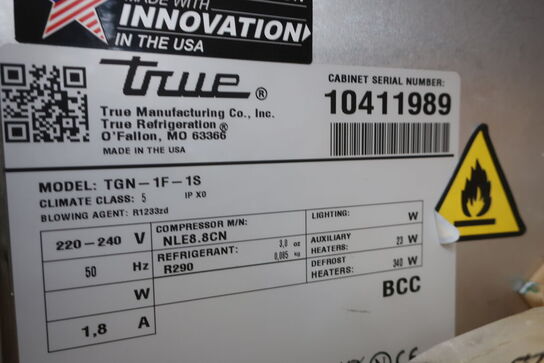 MADE WITH
INNOVATION
IN THE USA
true®
True Manufacturing Co., Inc.
True Refrigeration®
O'Fallon, MO 63366
MADE IN THE USA
CABINET SERIAL NUMBER:
10411989
MODEL: TGN-1F-1S
CLIMATE CLASS: 5 IP X0
BLOWING AGENT: R1233zd
220-240 V
50 Hz
W
1,8 A
COMPRESSOR M/N:
NLE8.8CN
REFRIGERANT: 3,0 oz
R290 0,085 kg
LIGHTING: W
AUXILIARY
HEATERS: 23 W
DEFROST
HEATERS: 340 W
BCC